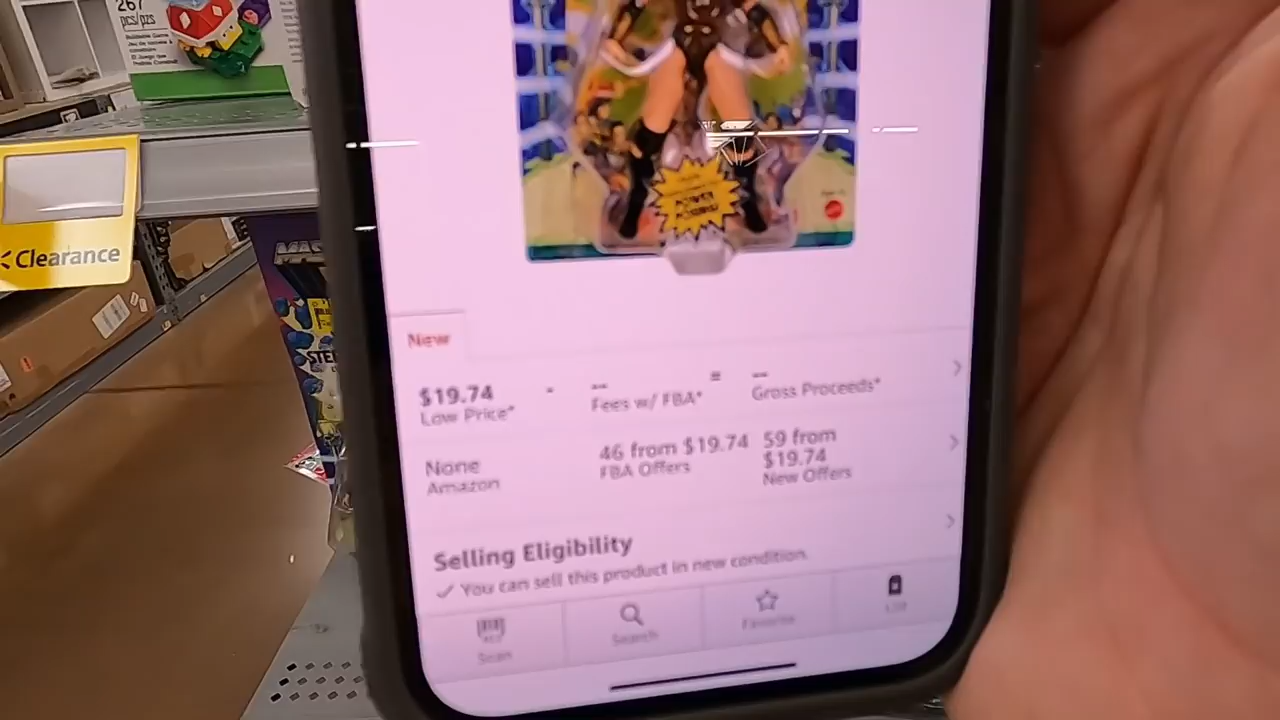 267
pcs/pzs
Clearance
POWER
New
$19.74 - -- = --
Low Price* Fees w/ FBA* Gross Proceeds*
None 46 from $19.74 59 from
Amazon FBA Offers $19.74
New Offers
Selling Eligibility
✓ You can sell this product in new condition.
Scan Search Favorite List